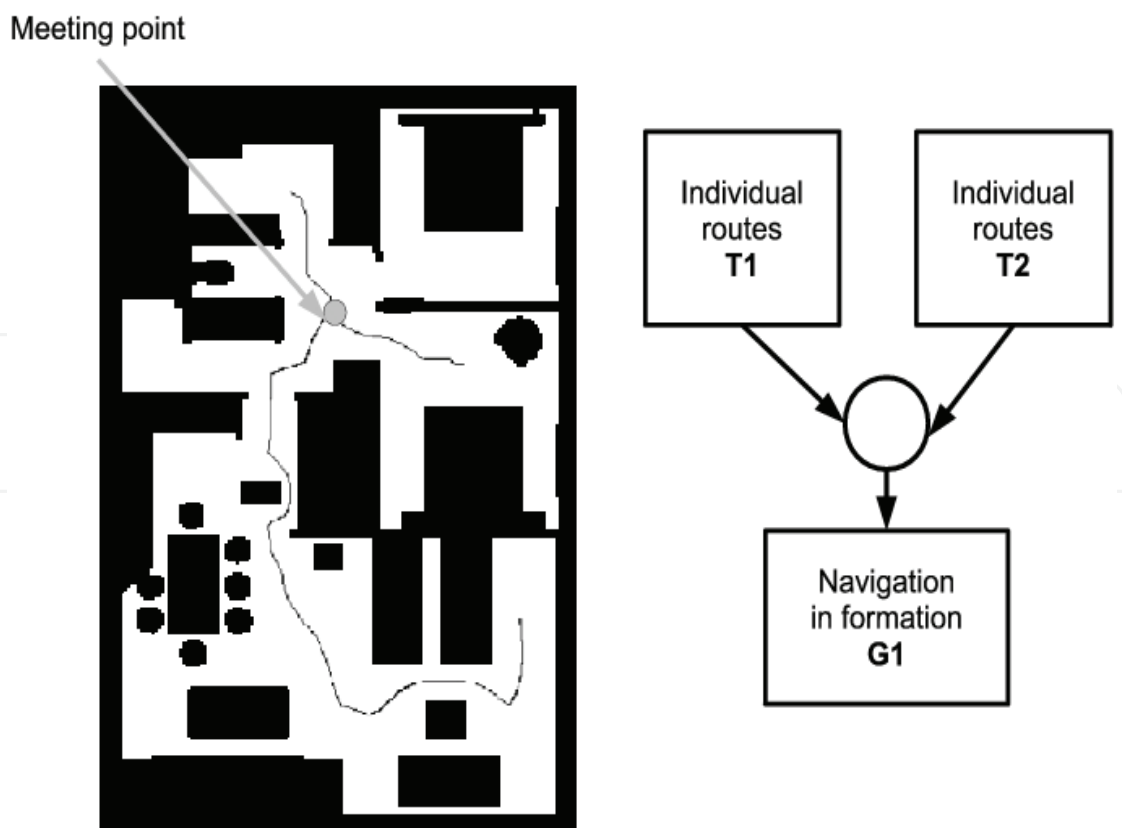 Meeting point
Individual
routes
T1
Individual
routes
T2
Navigation
in formation
G1